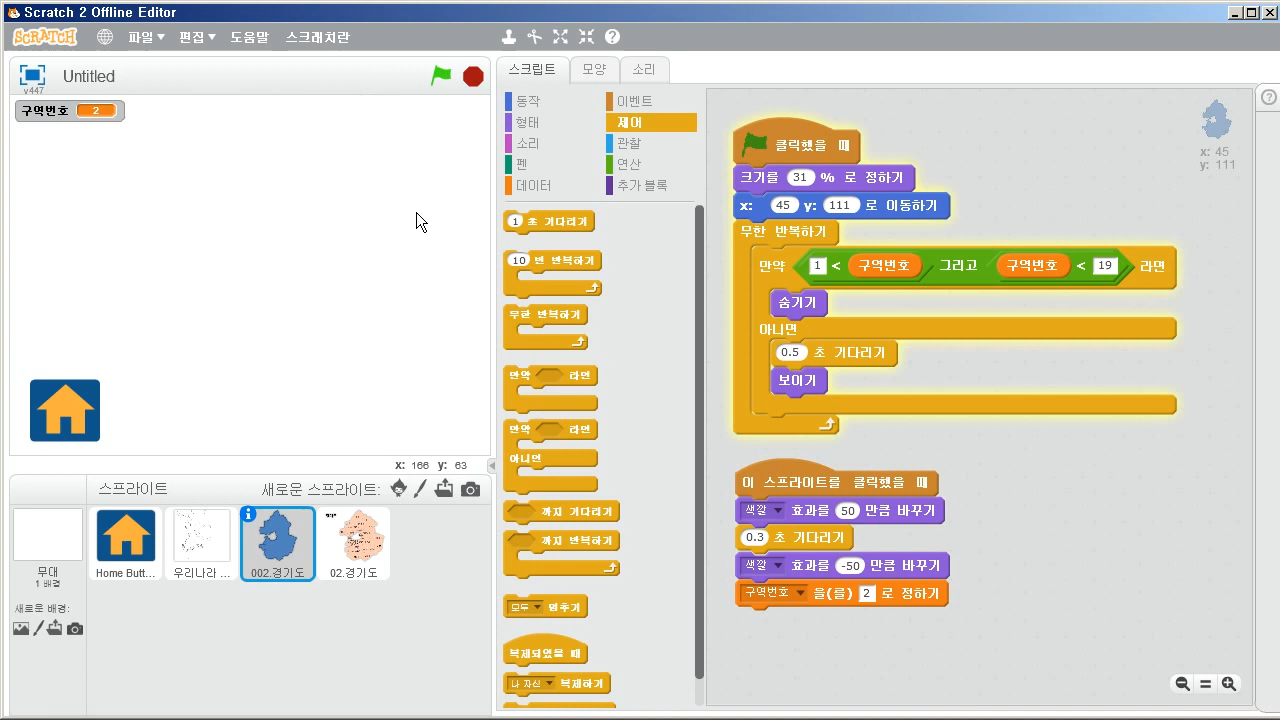 Scratch 2 Offline Editor
SCRATCH 파일 편집 도움말 스크래치란
v447
Untitled
구역번호 2
x: 166 y: 63
스프라이트 새로운 스프라이트:
무대
1 배경
새로운 배경:
Home Butt...
우리나라 ...
002.경기도
02.경기도
스크립트 모양 소리
동작 이벤트
형태 제어
소리 관찰
펜 연산
데이터 추가 블록
1 초 기다리기
10 번 반복하기
무한 반복하기
만약 라면
만약 라면
아니면
까지 기다리기
까지 반복하기
모두 멈추기
복제되었을 때
나 자신 복제하기
클릭했을 때
크기를 31 % 로 정하기
x: 45 y: 111 로 이동하기
무한 반복하기
만약 1 < 구역번호 그리고 구역번호 < 19 라면
숨기기
아니면
0.5 초 기다리기
보이기
이 스프라이트를 클릭했을 때
색깔 효과를 50 만큼 바꾸기
0.3 초 기다리기
색깔 효과를 -50 만큼 바꾸기
구역번호 을(를) 2 로 정하기
x: 45
y: 111